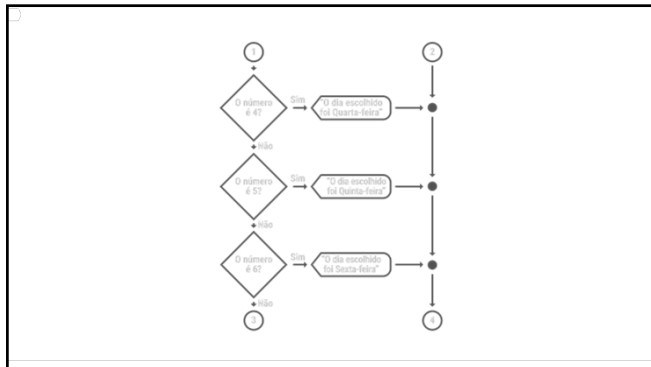 1
2
O número
é 4?
Sim
"O dia escolhido
foi Quarta-feira"
Não
O número
é 5?
Sim
"O dia escolhido
foi Quinta-feira"
Não
O número
é 6?
Sim
"O dia escolhido
foi Sexta-feira"
Não
3
4